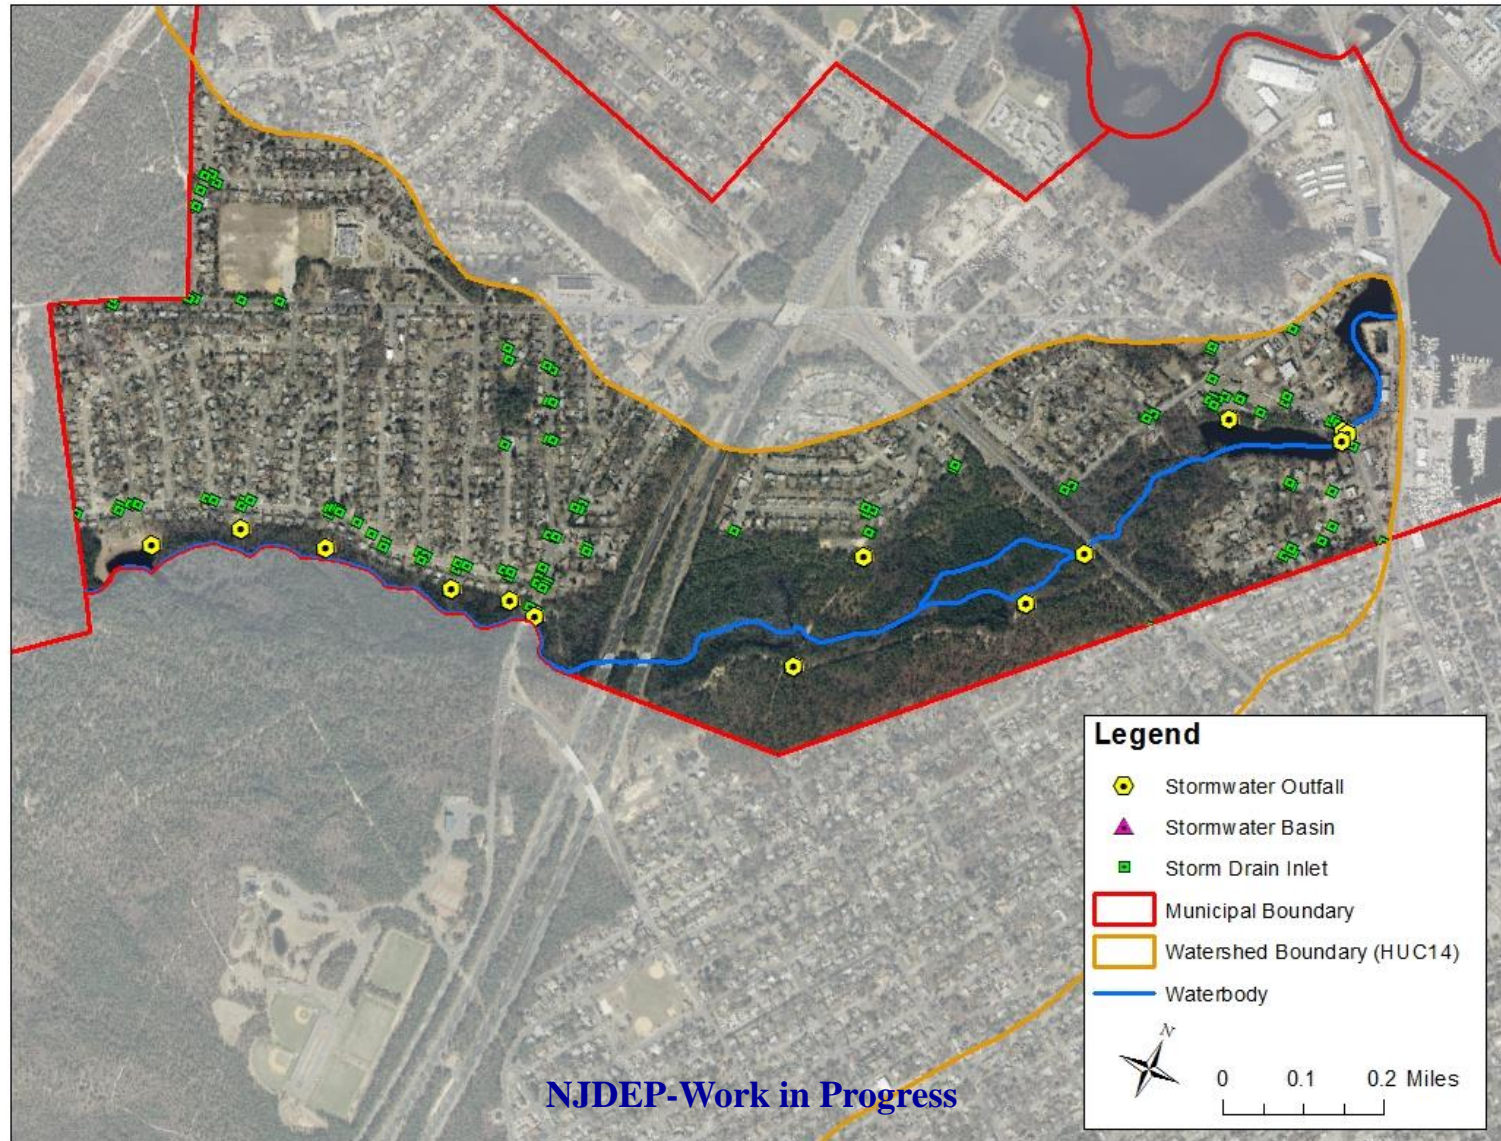 Legend
Stormwater Outfall
Stormwater Basin
Storm Drain Inlet
Municipal Boundary
Watershed Boundary (HUC14)
Waterbody
N
0 0.1 0.2 Miles
NJDEP-Work in Progress